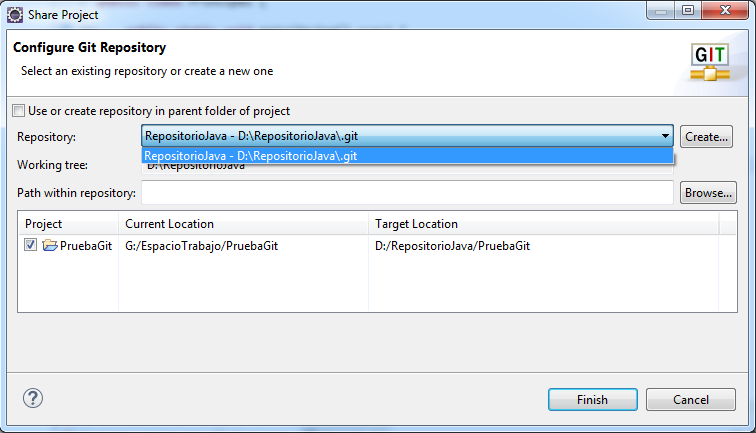 Share Project
Configure Git Repository
Select an existing repository or create a new one
GIT
Use or create repository in parent folder of project
Repository: RepositorioJava - D:\RepositorioJava\.git Create...
RepositorioJava - D:\RepositorioJava\.git
Working tree: D:\RepositorioJava
Path within repository: Browse...
Project Current Location Target Location
PruebaGit G:/EspacioTrabajo/PruebaGit D:/RepositorioJava/PruebaGit
? Finish Cancel